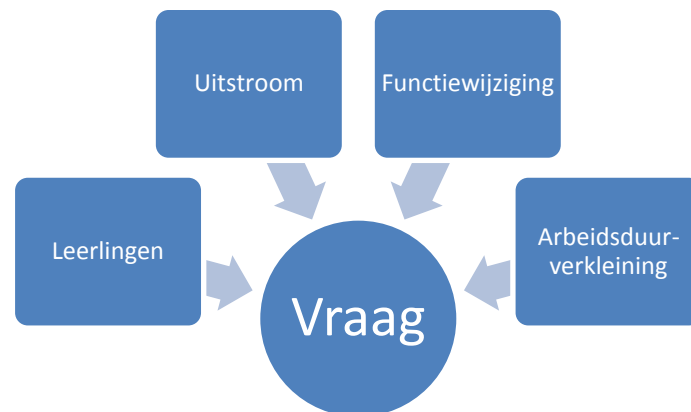 Uitstroom
Functiewijziging
Leerlingen
Arbeidsduur-
verkleining
Vraag